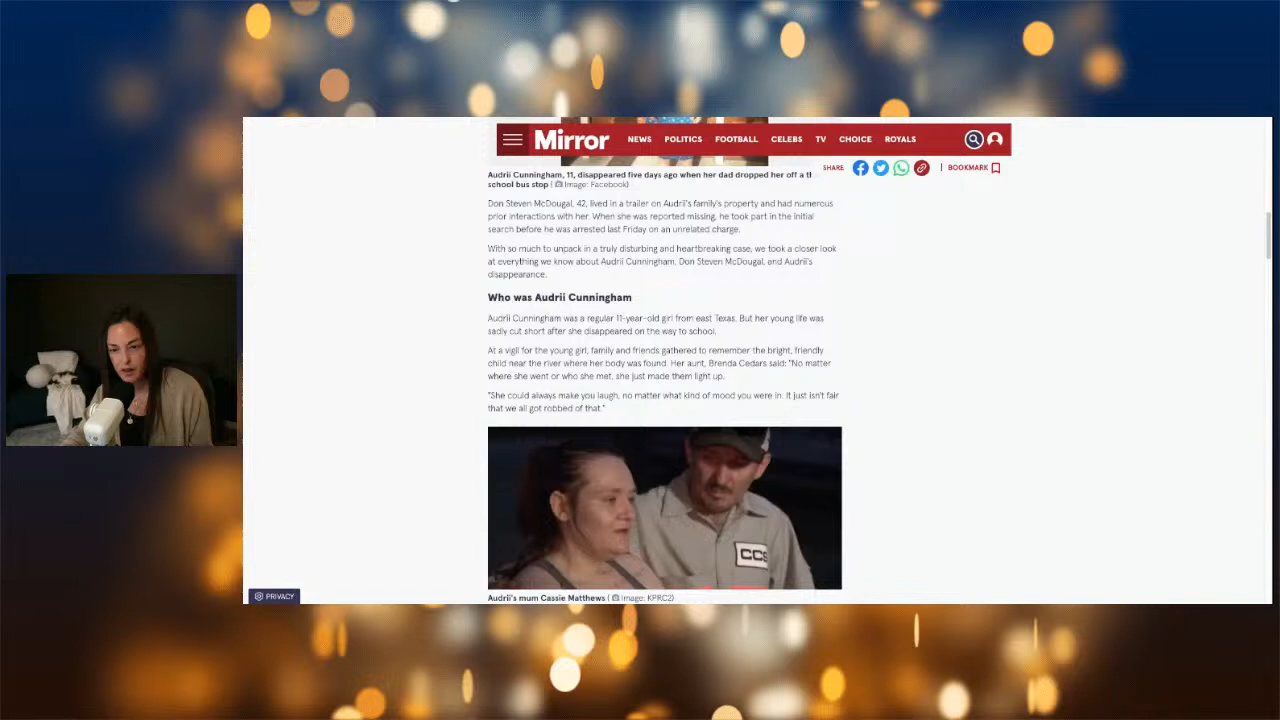 Mirror NEWS POLITICS FOOTBALL CELEBS TV CHOICE ROYALS
SHARE | BOOKMARK
Audrii Cunningham, 11, disappeared five days ago when her dad dropped her off a
school bus stop ( Image: Facebook)
Don Steven McDougal, 42, lived in a trailer on Audrii's family's property and had numerous
prior interactions with her. When she was reported missing, he took part in the initial
search before he was arrested last Friday on an unrelated charge.
With so much to unpack in a truly disturbing and heartbreaking case, we took a closer look
at everything we know about Audrii Cunningham, Don Steven McDougal, and Audrii's
disappearance.
Who was Audrii Cunningham
Audrii Cunningham was a regular 11-year-old girl from east Texas. But her young life was
sadly cut short after she disappeared on the way to school.
At a vigil for the young girl, family and friends gathered to remember the bright, friendly
child near the river where her body was found. Her aunt, Brenda Cedars said: "No matter
where she went or who she met, she just made them light up.
"She could always make you laugh, no matter what kind of mood you were in. It just isn't fair
that we all got robbed of that."
CCS
Audrii's mum Cassie Matthews ( Image: KPRC2)
PRIVACY